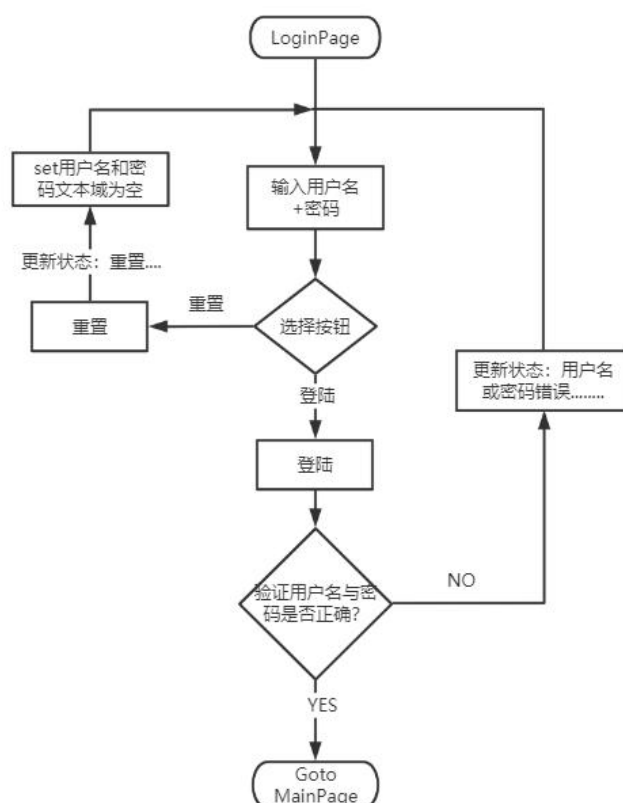 LoginPage
set用户名和密
码文本域为空
输入用户名
+密码
更新状态：重置....
重置
重置
选择按钮
更新状态：用户名
或密码错误........
登陆
登陆
验证用户名与密
码是否正确?
NO
YES
Goto
MainPage